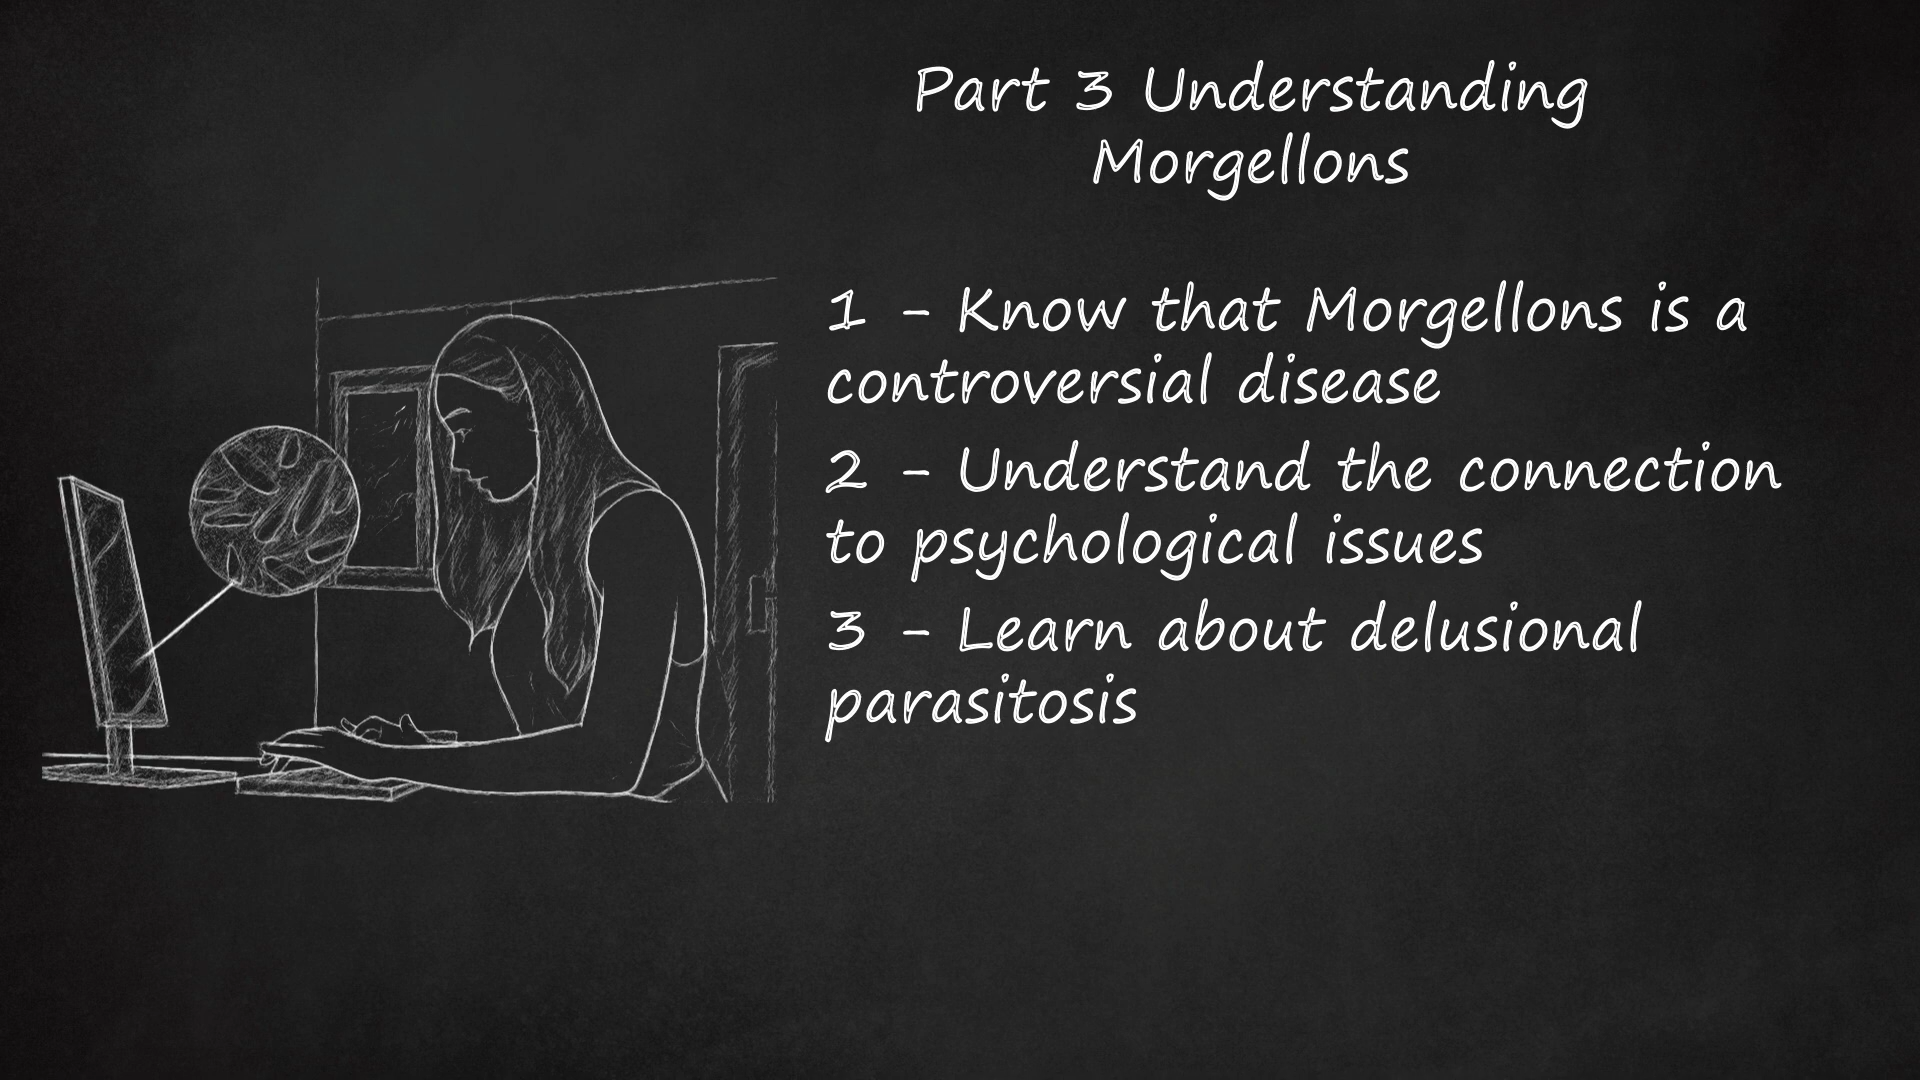 Part 3 Understanding
Morgellons
1 - Know that Morgellons is a
controversial disease
2 - Understand the connection
to psychological issues
3 - Learn about delusional
parasitosis